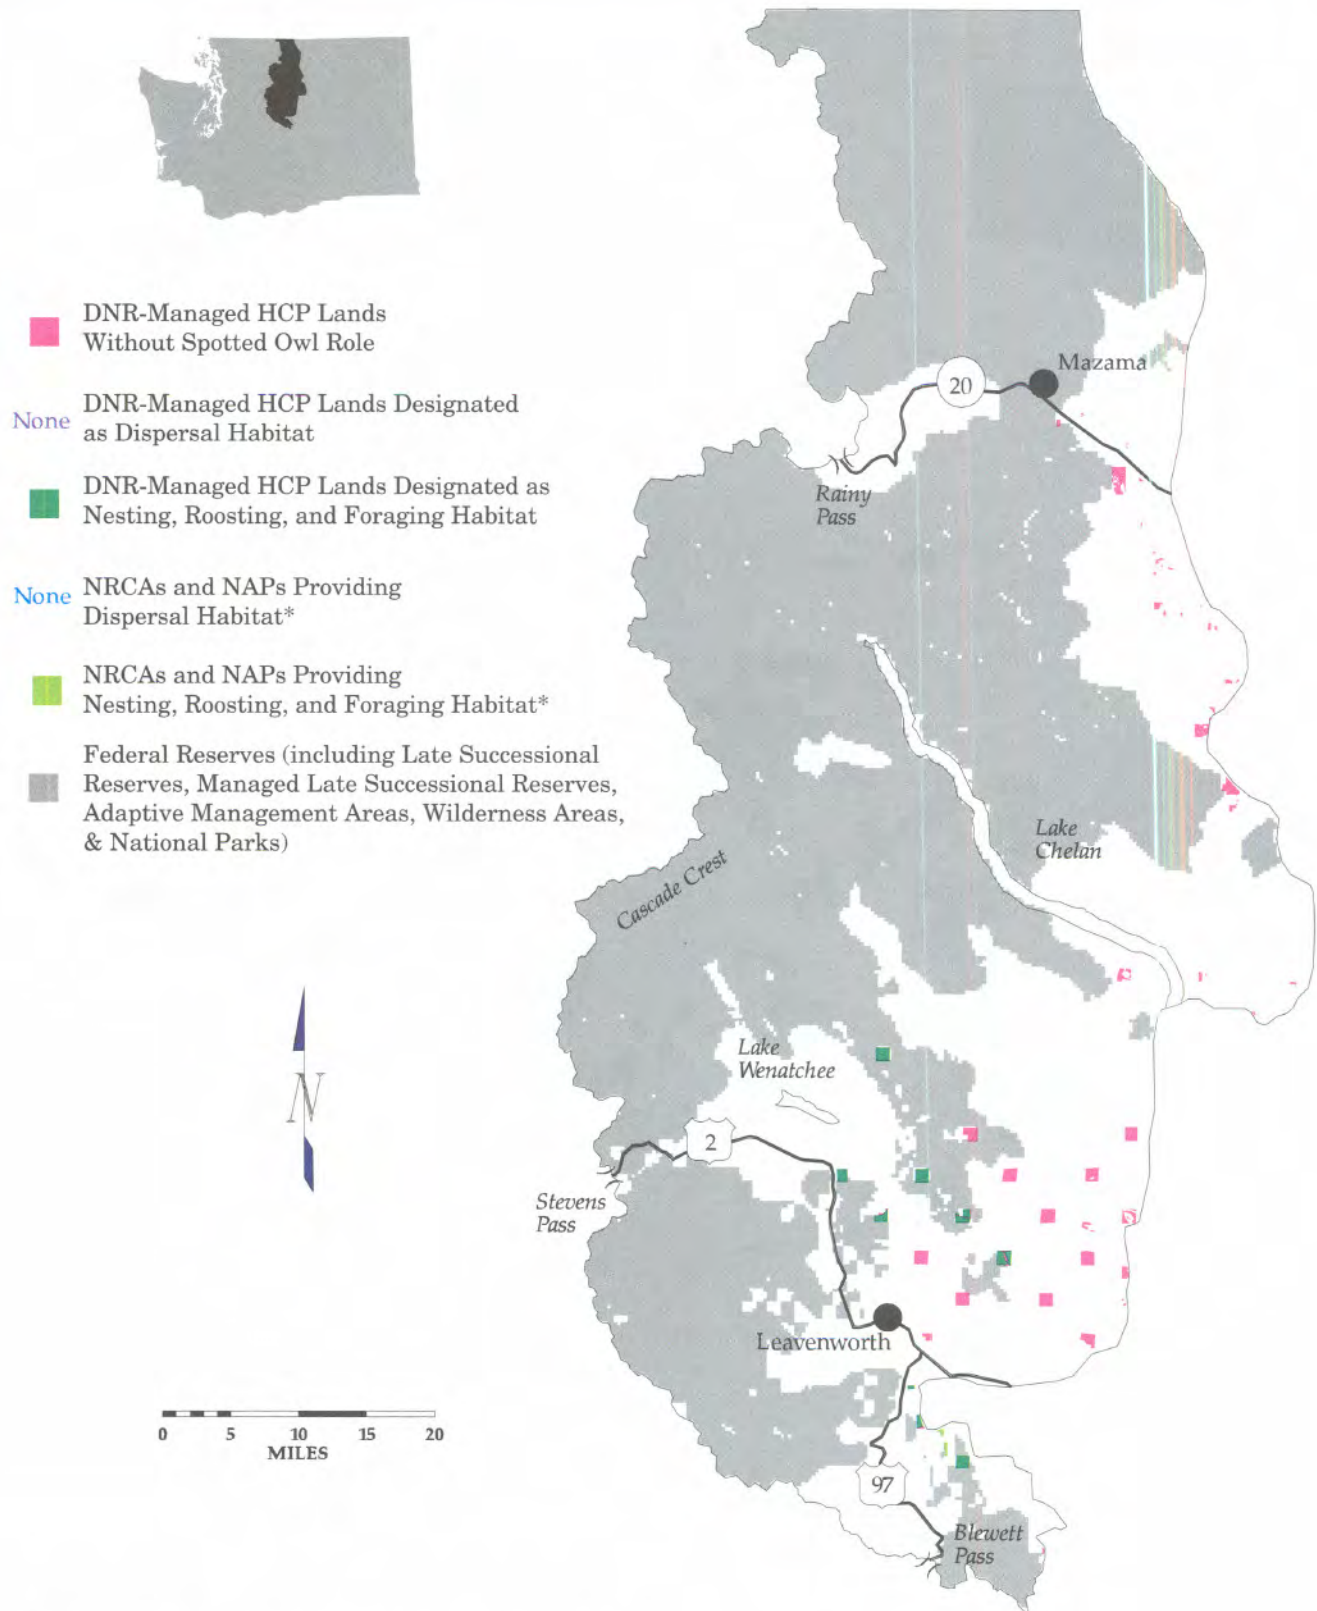 DNR-Managed HCP Lands
Without Spotted Owl Role
None
DNR-Managed HCP Lands Designated
as Dispersal Habitat
DNR-Managed HCP Lands Designated as
Nesting, Roosting, and Foraging Habitat
None
NRCAs and NAPs Providing
Dispersal Habitat*
NRCAs and NAPs Providing
Nesting, Roosting, and Foraging Habitat*
Federal Reserves (including Late Successional
Reserves, Managed Late Successional Reserves,
Adaptive Management Areas, Wilderness Areas,
& National Parks)
Mazama
20
Rainy
Pass
Lake
Chelan
Cascade Crest
N
Lake
Wenatchee
2
Stevens
Pass
Leavenworth
0 5 10 15 20
MILES
97
Blewett
Pass